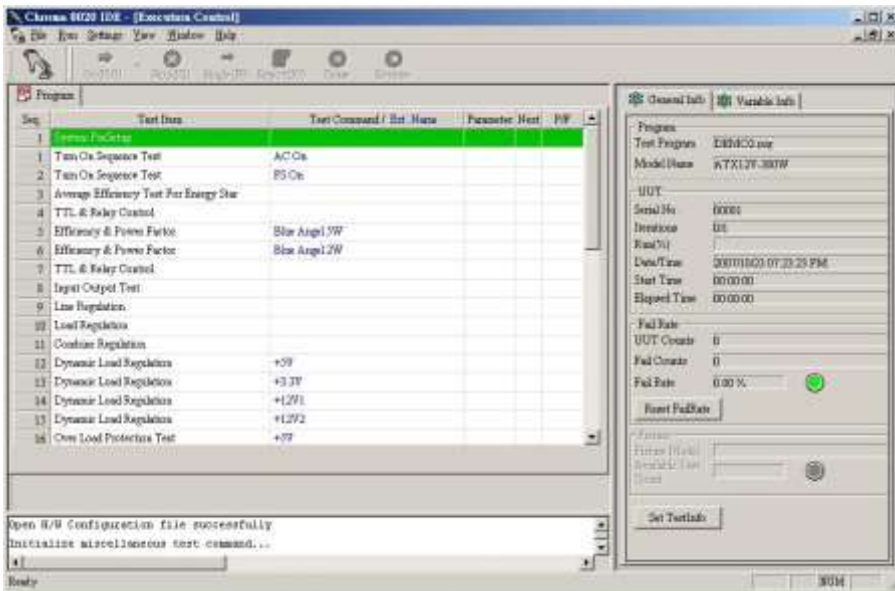 Chroma 8020 IDE - [Execution Control]
File Run Settings View Window Help
Program
Seq Test Item Test Command / Ext. Name Parameter Next P/F
1 System PinSetup
1 Turn On Sequence Test AC On
2 Turn On Sequence Test PS On
3 Average Efficiency Test For Energy Star
4 TTL & Relay Control
5 Efficiency & Power Factor Blue Angel 5W
6 Efficiency & Power Factor Blue Angel 2W
7 TTL & Relay Control
8 Input Output Test
9 Line Regulation
10 Load Regulation
11 Combine Regulation
12 Dynamic Load Regulation +5V
13 Dynamic Load Regulation +3.3V
14 Dynamic Load Regulation +12V1
15 Dynamic Load Regulation +12V2
16 Over Load Protection Test +5V
Open H/W Configuration file successfully
Initialize miscellaneous test command...
Ready
General Info Variable Info
Program
Test Program
Model Name ATX12V-300W
UUT
Serial No 00001
Iterations 1/1
Run(%)
Date/Time
Start Time 00:00:00
Elapsed Time 00:00:00
Fail Rate
UUT Counts 0
Fail Counts 0
Fail Rate 0.00 %
Reset FailRate
Set TestInfo
NUM